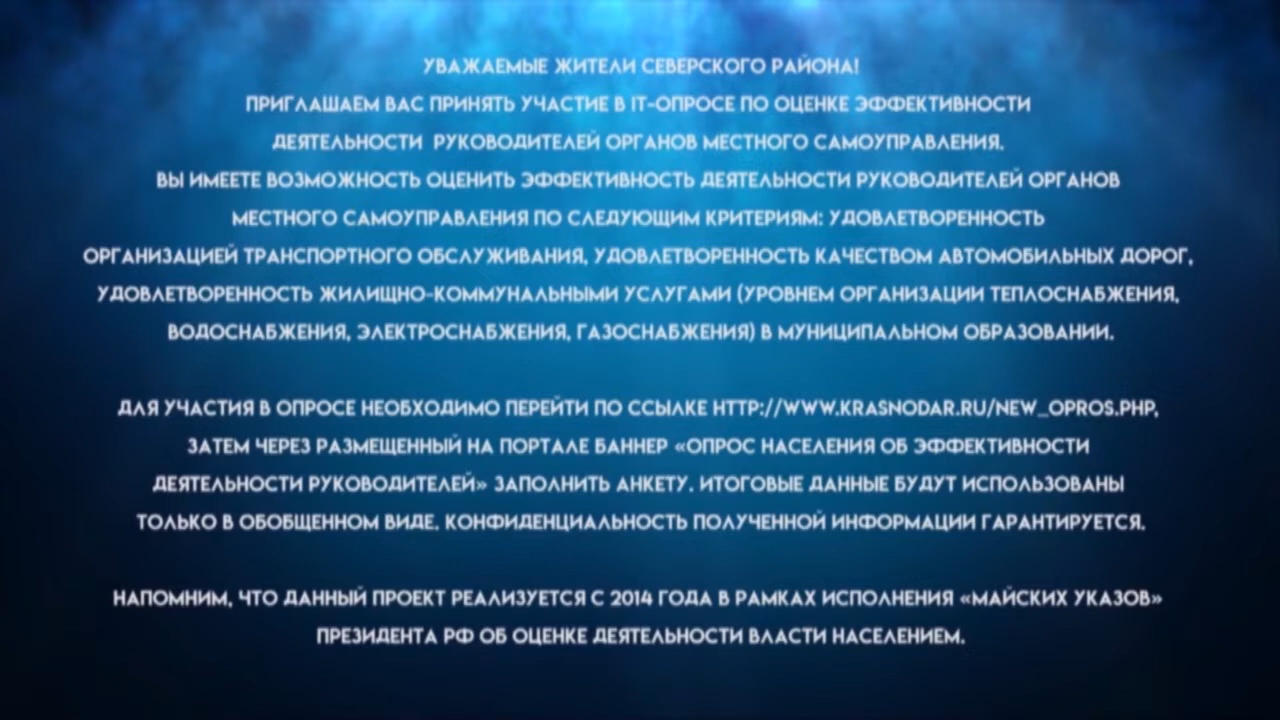 УВАЖАЕМЫЕ ЖИТЕЛИ СЕВЕРСКОГО РАЙОНА!
ПРИГЛАШАЕМ ВАС ПРИНЯТЬ УЧАСТИЕ В IT-ОПРОСЕ ПО ОЦЕНКЕ ЭФФЕКТИВНОСТИ
ДЕЯТЕЛЬНОСТИ РУКОВОДИТЕЛЕЙ ОРГАНОВ МЕСТНОГО САМОУПРАВЛЕНИЯ.
ВЫ ИМЕЕТЕ ВОЗМОЖНОСТЬ ОЦЕНИТЬ ЭФФЕКТИВНОСТЬ ДЕЯТЕЛЬНОСТИ РУКОВОДИТЕЛЕЙ ОРГАНОВ
МЕСТНОГО САМОУПРАВЛЕНИЯ ПО СЛЕДУЮЩИМ КРИТЕРИЯМ: УДОВЛЕТВОРЕННОСТЬ
ОРГАНИЗАЦИЕЙ ТРАНСПОРТНОГО ОБСЛУЖИВАНИЯ, УДОВЛЕТВОРЕННОСТЬ КАЧЕСТВОМ АВТОМОБИЛЬНЫХ ДОРОГ,
УДОВЛЕТВОРЕННОСТЬ ЖИЛИЩНО-КОММУНАЛЬНЫМИ УСЛУГАМИ (УРОВНЕМ ОРГАНИЗАЦИИ ТЕПЛОСНАБЖЕНИЯ,
ВОДОСНАБЖЕНИЯ, ЭЛЕКТРОСНАБЖЕНИЯ, ГАЗОСНАБЖЕНИЯ) В МУНИЦИПАЛЬНОМ ОБРАЗОВАНИИ.
ДЛЯ УЧАСТИЯ В ОПРОСЕ НЕОБХОДИМО ПЕРЕЙТИ ПО ССЫЛКЕ HTTP://WWW.KRASNODAR.RU/NEW_OPROS.PHP,
ЗАТЕМ ЧЕРЕЗ РАЗМЕЩЕННЫЙ НА ПОРТАЛЕ БАННЕР «ОПРОС НАСЕЛЕНИЯ ОБ ЭФФЕКТИВНОСТИ
ДЕЯТЕЛЬНОСТИ РУКОВОДИТЕЛЕЙ» ЗАПОЛНИТЬ АНКЕТУ. ИТОГОВЫЕ ДАННЫЕ БУДУТ ИСПОЛЬЗОВАНЫ
ТОЛЬКО В ОБОБЩЕННОМ ВИДЕ. КОНФИДЕНЦИАЛЬНОСТЬ ПОЛУЧЕННОЙ ИНФОРМАЦИИ ГАРАНТИРУЕТСЯ.
НАПОМНИМ, ЧТО ДАННЫЙ ПРОЕКТ РЕАЛИЗУЕТСЯ С 2014 ГОДА В РАМКАХ ИСПОЛНЕНИЯ «МАЙСКИХ УКАЗОВ»
ПРЕЗИДЕНТА РФ ОБ ОЦЕНКЕ ДЕЯТЕЛЬНОСТИ ВЛАСТИ НАСЕЛЕНИЕМ.